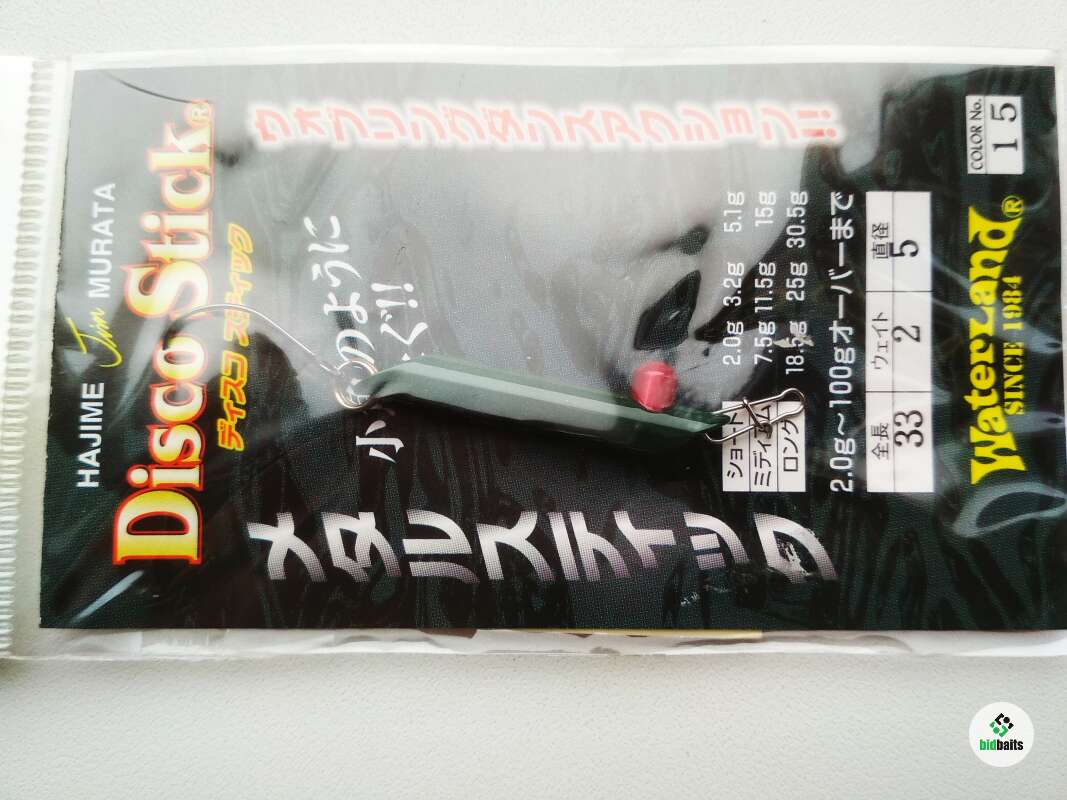 HAJIME Jim MURATA
Disco Stick®
ディスコ スティック
ウオブリングダンスアクション!!
メタルスティック
小 のように
ぐ!!
ショート 2.0g 3.2g 5.1g
ミディアム 7.5g 11.5g 15g
ロング 18.5g 25g 30.5g
2.0g~100gオーバーまで
全長 ウェイト 直径
33 2 5
WaterLand®
SINCE 1984
COLOR No.
15
bidbaits